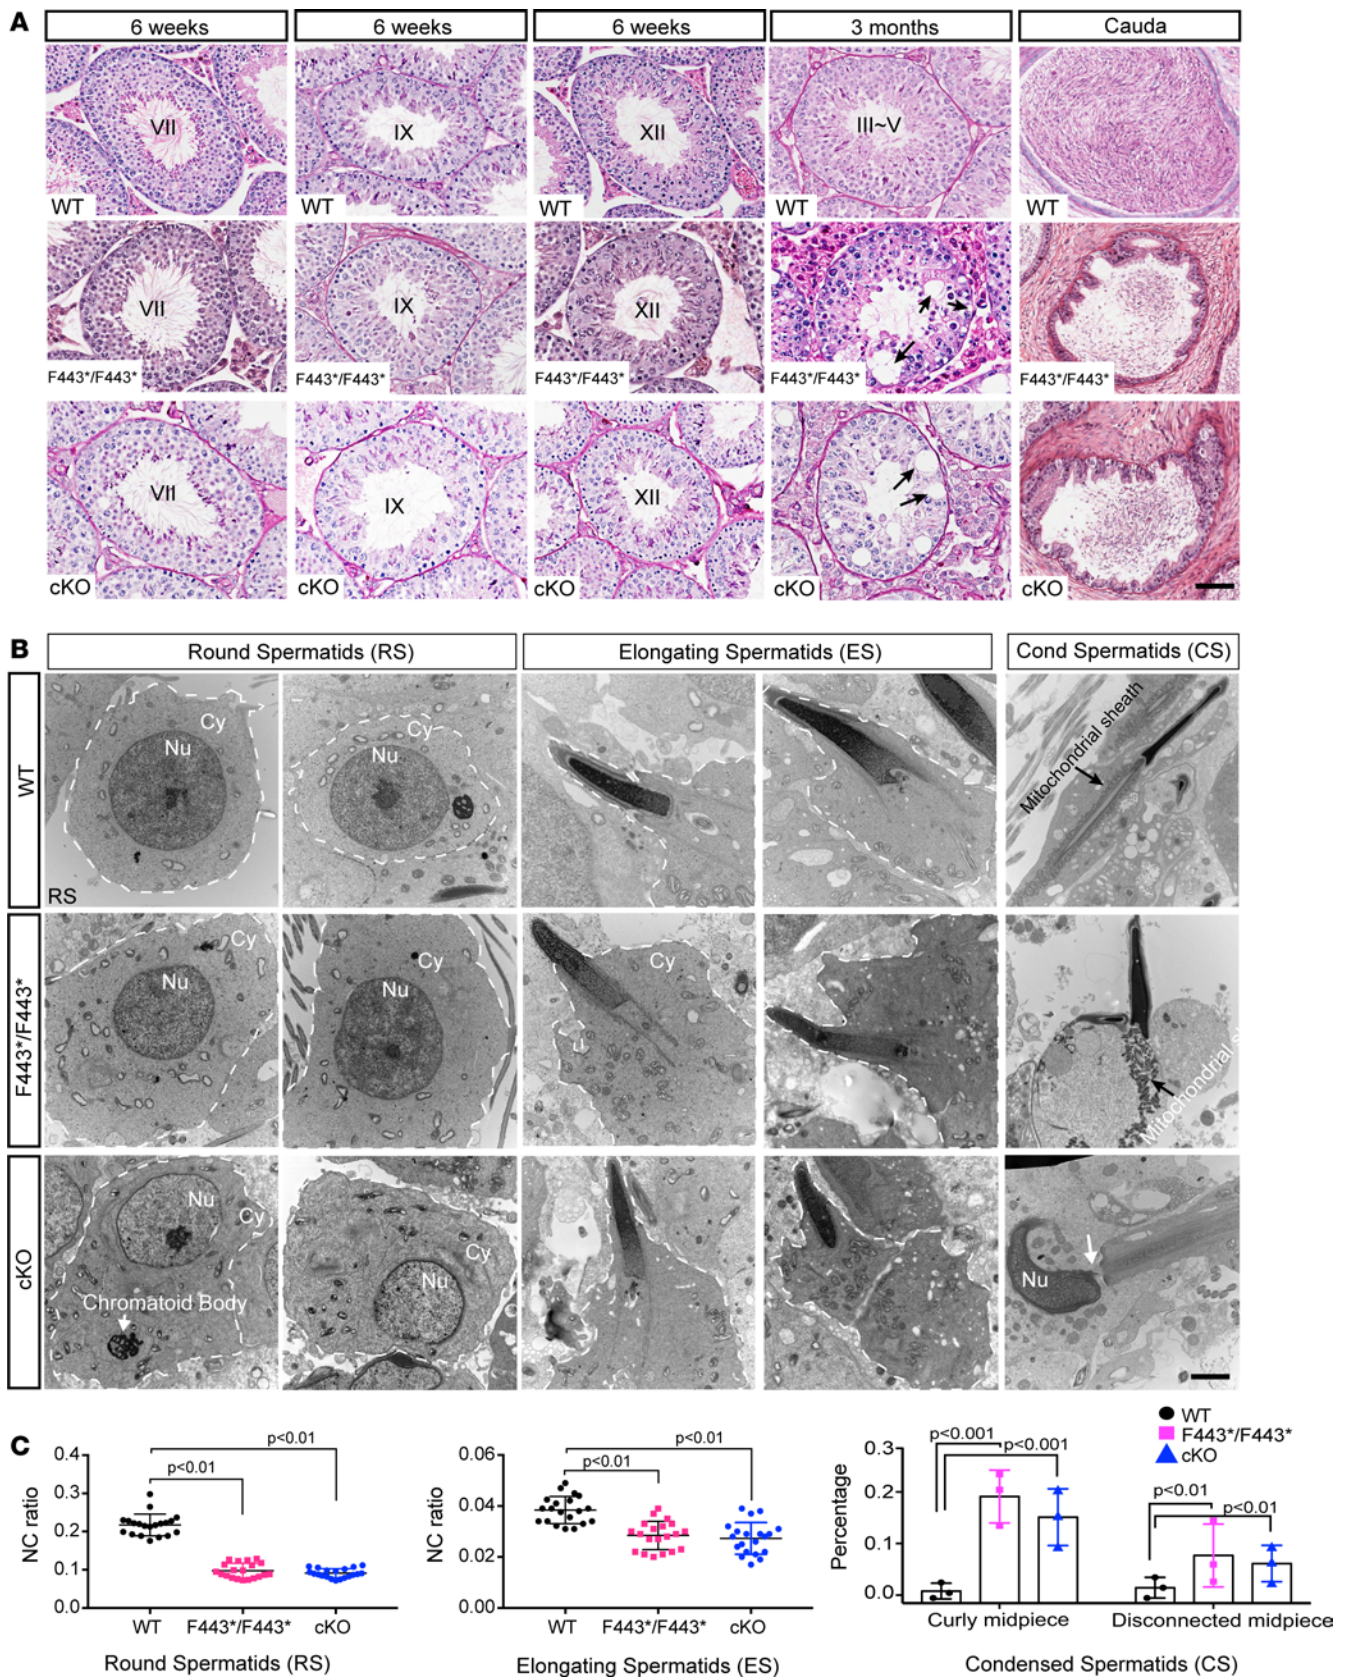 A
6 weeks
6 weeks
6 weeks
3 months
Cauda
VII
IX
XII
III~V
WT
WT
WT
WT
WT
VII
IX
XII
F443*/F443*
F443*/F443*
F443*/F443*
F443*/F443*
F443*/F443*
VII
IX
XII
cKO
cKO
cKO
cKO
cKO
B
Round Spermatids (RS)
Elongating Spermatids (ES)
Cond Spermatids (CS)
WT
Cy
Nu
RS
Cy
Nu
Mitochondrial sheath
F443*/F443*
Cy
Nu
Cy
Nu
Cy
Mitochondrial s
cKO
Nu
Cy
Chromatoid Body
Cy
Nu
Nu
C
NC ratio
0.4
0.3
0.2
0.1
0.0
p<0.01
p<0.01
WT
F443*/F443*
cKO
Round Spermatids (RS)
NC ratio
0.06
0.04
0.02
0.00
p<0.01
p<0.01
WT
F443*/F443*
cKO
Elongating Spermatids (ES)
WT
F443*/F443*
cKO
Percentage
0.3
0.2
0.1
0.0
p<0.001
p<0.001
p<0.01
p<0.01
Curly midpiece
Disconnected midpiece
Condensed Spermatids (CS)